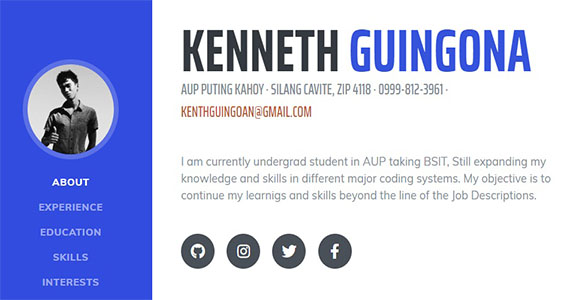 KENNETH GUINGONA
AUP PUTING KAHOY · SILANG CAVITE, ZIP 4118 · 0999-812-3961 ·
KENTHGUINGOAN@GMAIL.COM
I am currently undergrad student in AUP taking BSIT, Still expanding my
knowledge and skills in different major coding systems. My objective is to
continue my learnigs and skills beyond the line of the Job Descriptions.
ABOUT
EXPERIENCE
EDUCATION
SKILLS
INTERESTS